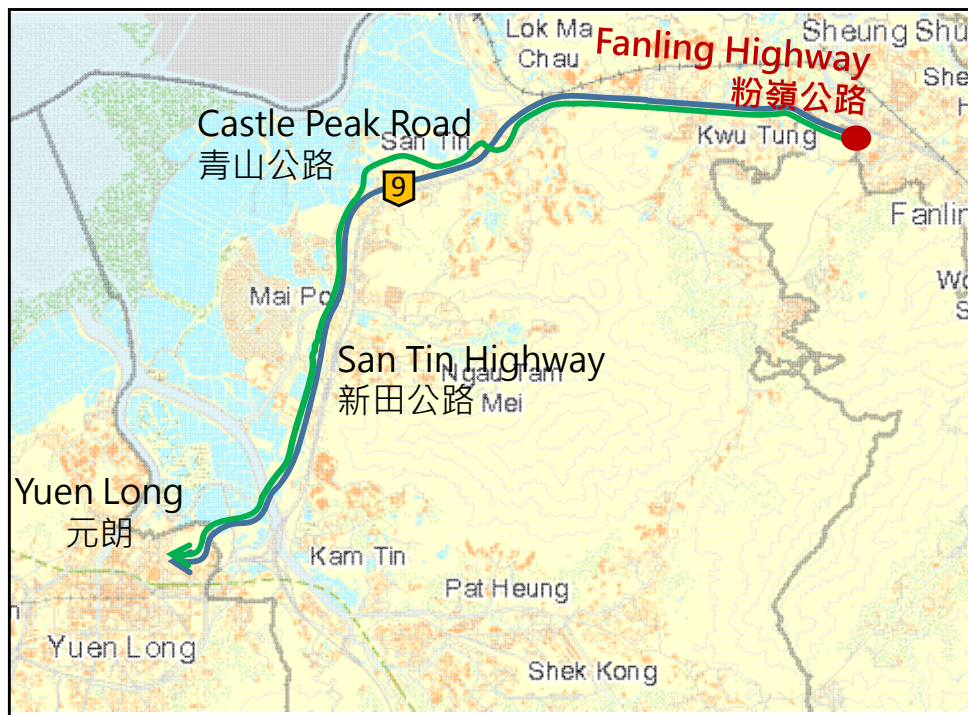 Lok Ma
Chau
Sheung Shu
Fanling Highway
粉嶺公路
She
H
Castle Peak Road
青山公路
San Tin
Kwu Tung
9
Fanlin
Wo
S
Mai Po
San Tin Highway
新田公路
Ngau Tam
Mei
Yuen Long
元朗
Kam Tin
Pat Heung
n
Yuen Long
Shek Kong